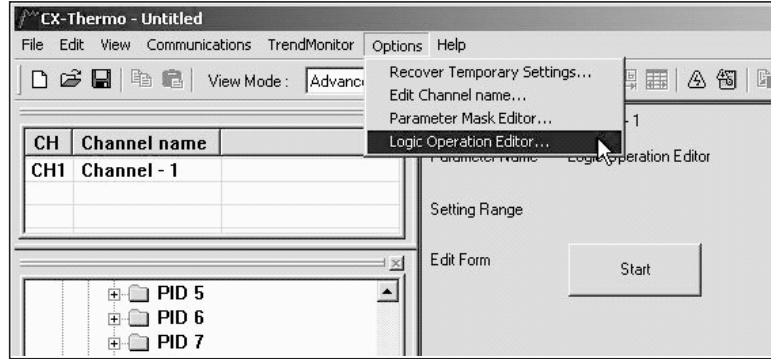 CX-Thermo - Untitled
File Edit View Communications TrendMonitor Options Help
View Mode : Advanc
Recover Temporary Settings...
Edit Channel name...
Parameter Mask Editor...
Logic Operation Editor...
- 1
Parameter Name Logic Operation Editor
CH Channel name
CH1 Channel - 1
Setting Range
Edit Form Start
PID 5
PID 6
PID 7